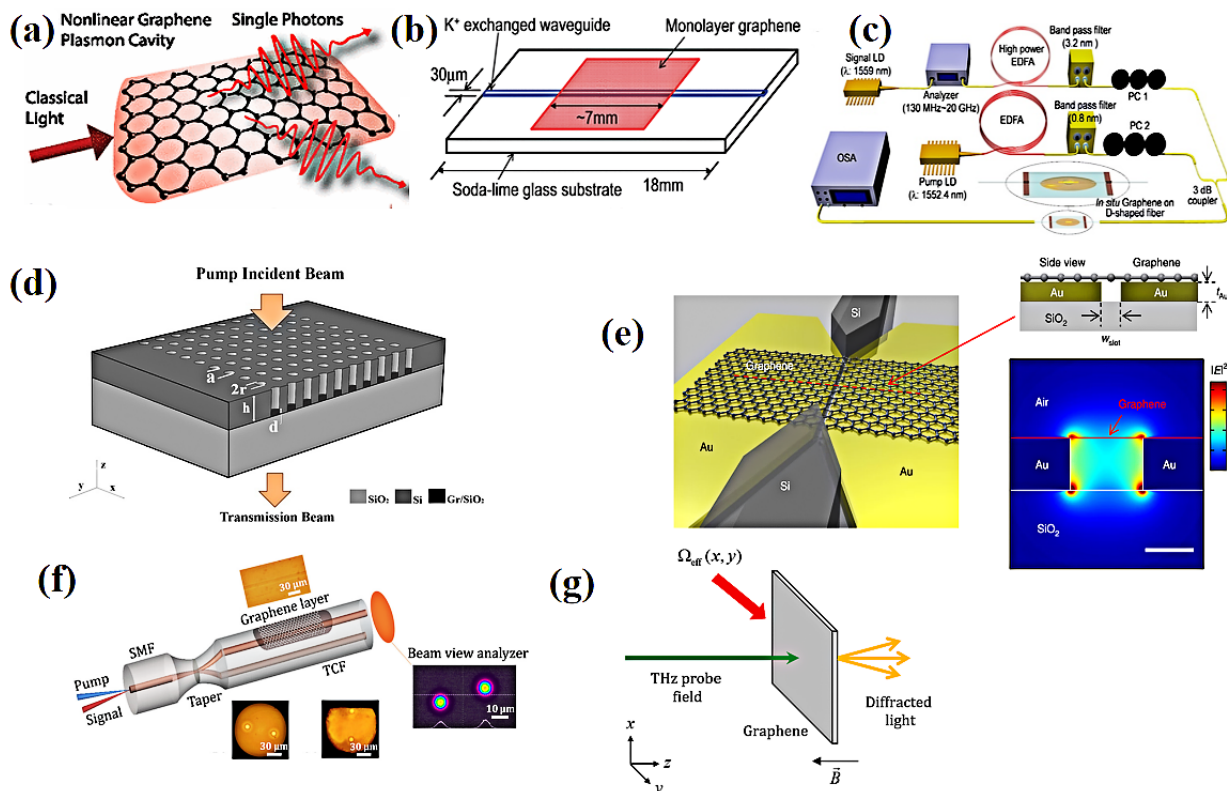 (a)
Nonlinear Graphene
Plasmon Cavity
Single Photons
Classical
Light
(b)
K⁺ exchanged waveguide
Monolayer graphene
30μm
~7mm
Soda-lime glass substrate
18mm
(c)
Signal LD
(λ: 1559 nm)
Analyzer
(130 MHz~20 GHz)
High power
EDFA
Band pass filter
(3.2 nm)
PC 1
EDFA
Band pass filter
(0.8 nm)
PC 2
OSA
Pump LD
(λ: 1552.4 nm)
In situ Graphene on
D-shaped fiber
3 dB
coupler
(d)
Pump Incident Beam
a
2r
h
d
z
y
x
SiO₂
Si
Gr/SiO₂
Transmission Beam
(e)
Si
Graphene
Au
Au
Si
Side view
Graphene
Au
Au
t_Au
SiO₂
w_slot
|E|²
Air
Graphene
Au
Au
SiO₂
(f)
30 μm
Graphene layer
SMF
TCF
Pump
Taper
Signal
Beam view analyzer
10 μm
30 μm
30 μm
(g)
Ω_eff (x, y)
THz probe
field
Graphene
Diffracted
light
x
z
y
B⃗